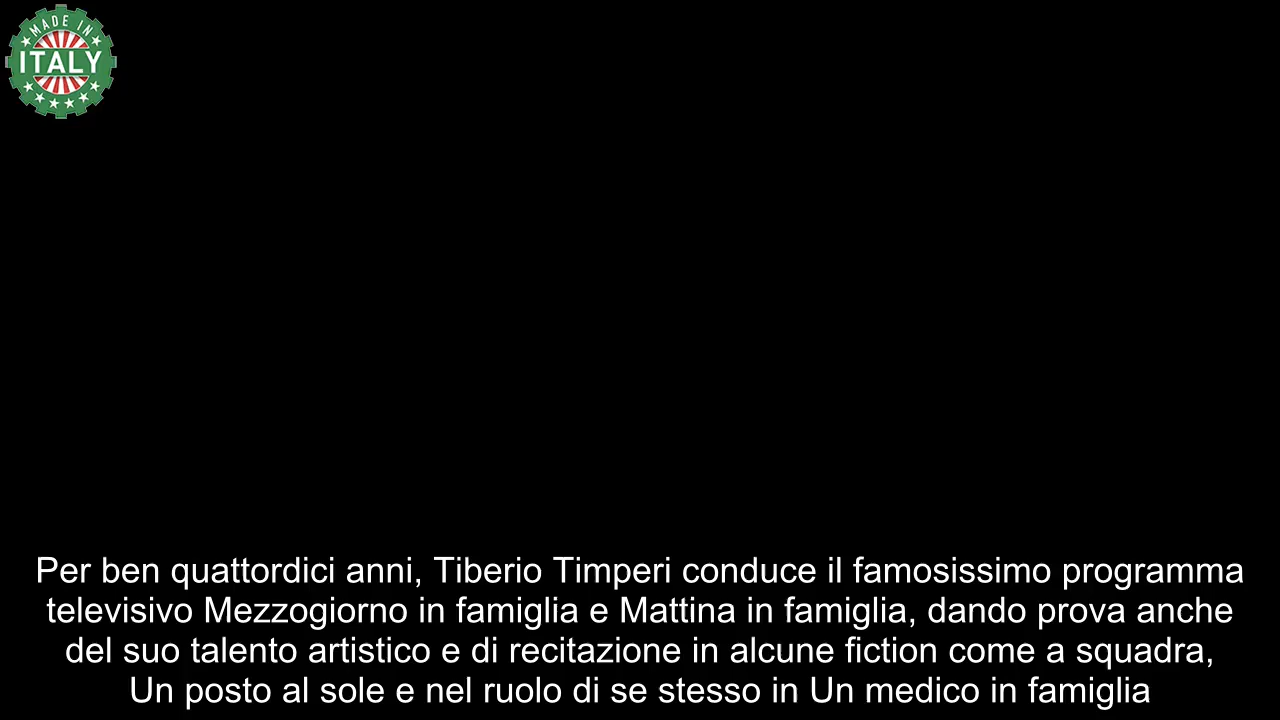 MADE IN
ITALY
Per ben quattordici anni, Tiberio Timperi conduce il famosissimo programma
televisivo Mezzogiorno in famiglia e Mattina in famiglia, dando prova anche
del suo talento artistico e di recitazione in alcune fiction come a squadra,
Un posto al sole e nel ruolo di se stesso in Un medico in famiglia